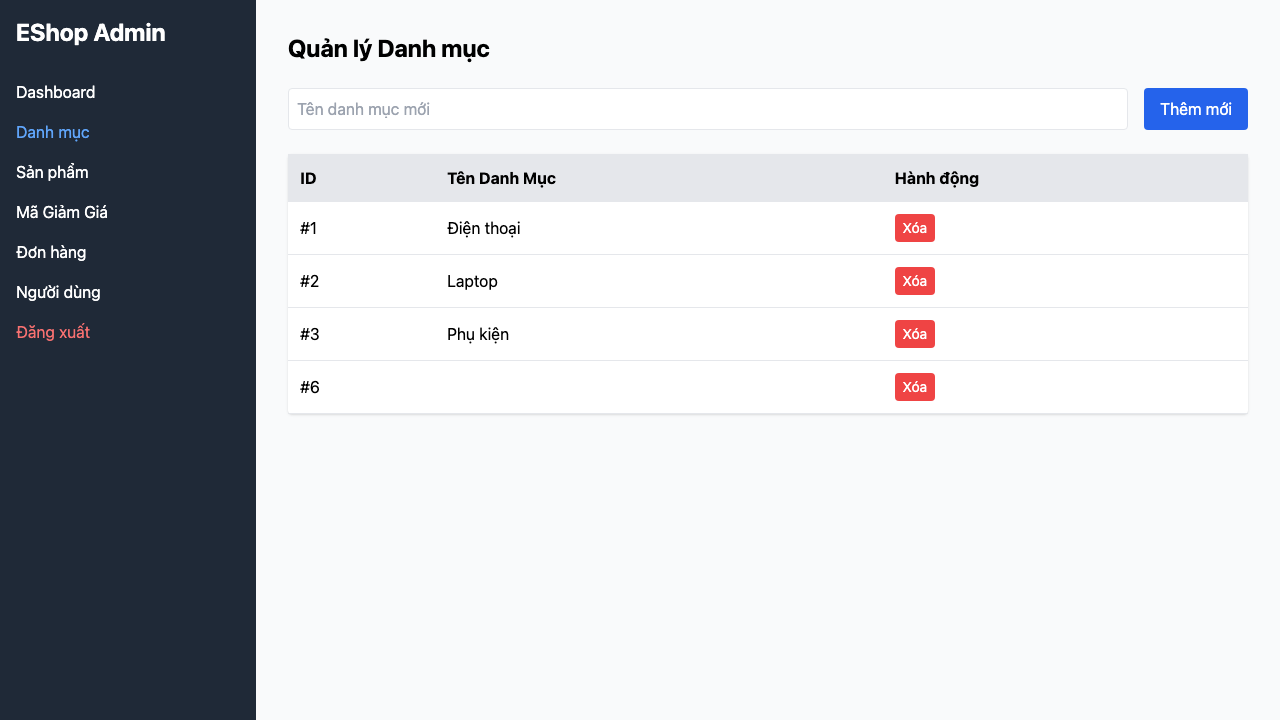 EShop Admin
Dashboard
Danh mục
Sản phẩm
Mã Giảm Giá
Đơn hàng
Người dùng
Đăng xuất
Quản lý Danh mục
Tên danh mục mới
Thêm mới
ID Tên Danh Mục Hành động
#1 Điện thoại Xóa
#2 Laptop Xóa
#3 Phụ kiện Xóa
#6 Xóa